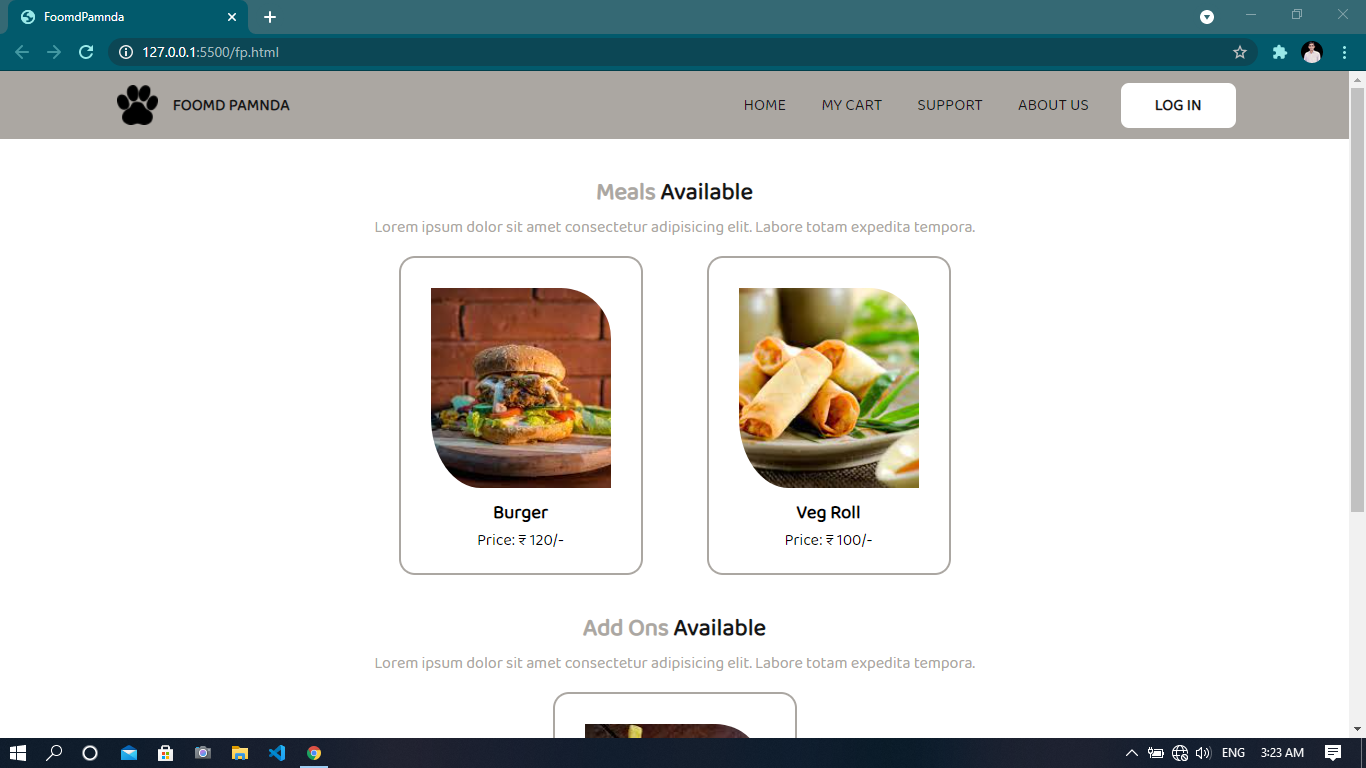 FoomdPamnda
127.0.0.1:5500/fp.html
FOOMD PAMNDA
HOME MY CART SUPPORT ABOUT US LOG IN
Meals Available
Lorem ipsum dolor sit amet consectetur adipisicing elit. Labore totam expedita tempora.
Burger
Price: ₹ 120/-
Veg Roll
Price: ₹ 100/-
Add Ons Available
Lorem ipsum dolor sit amet consectetur adipisicing elit. Labore totam expedita tempora.
ENG 3:23 AM